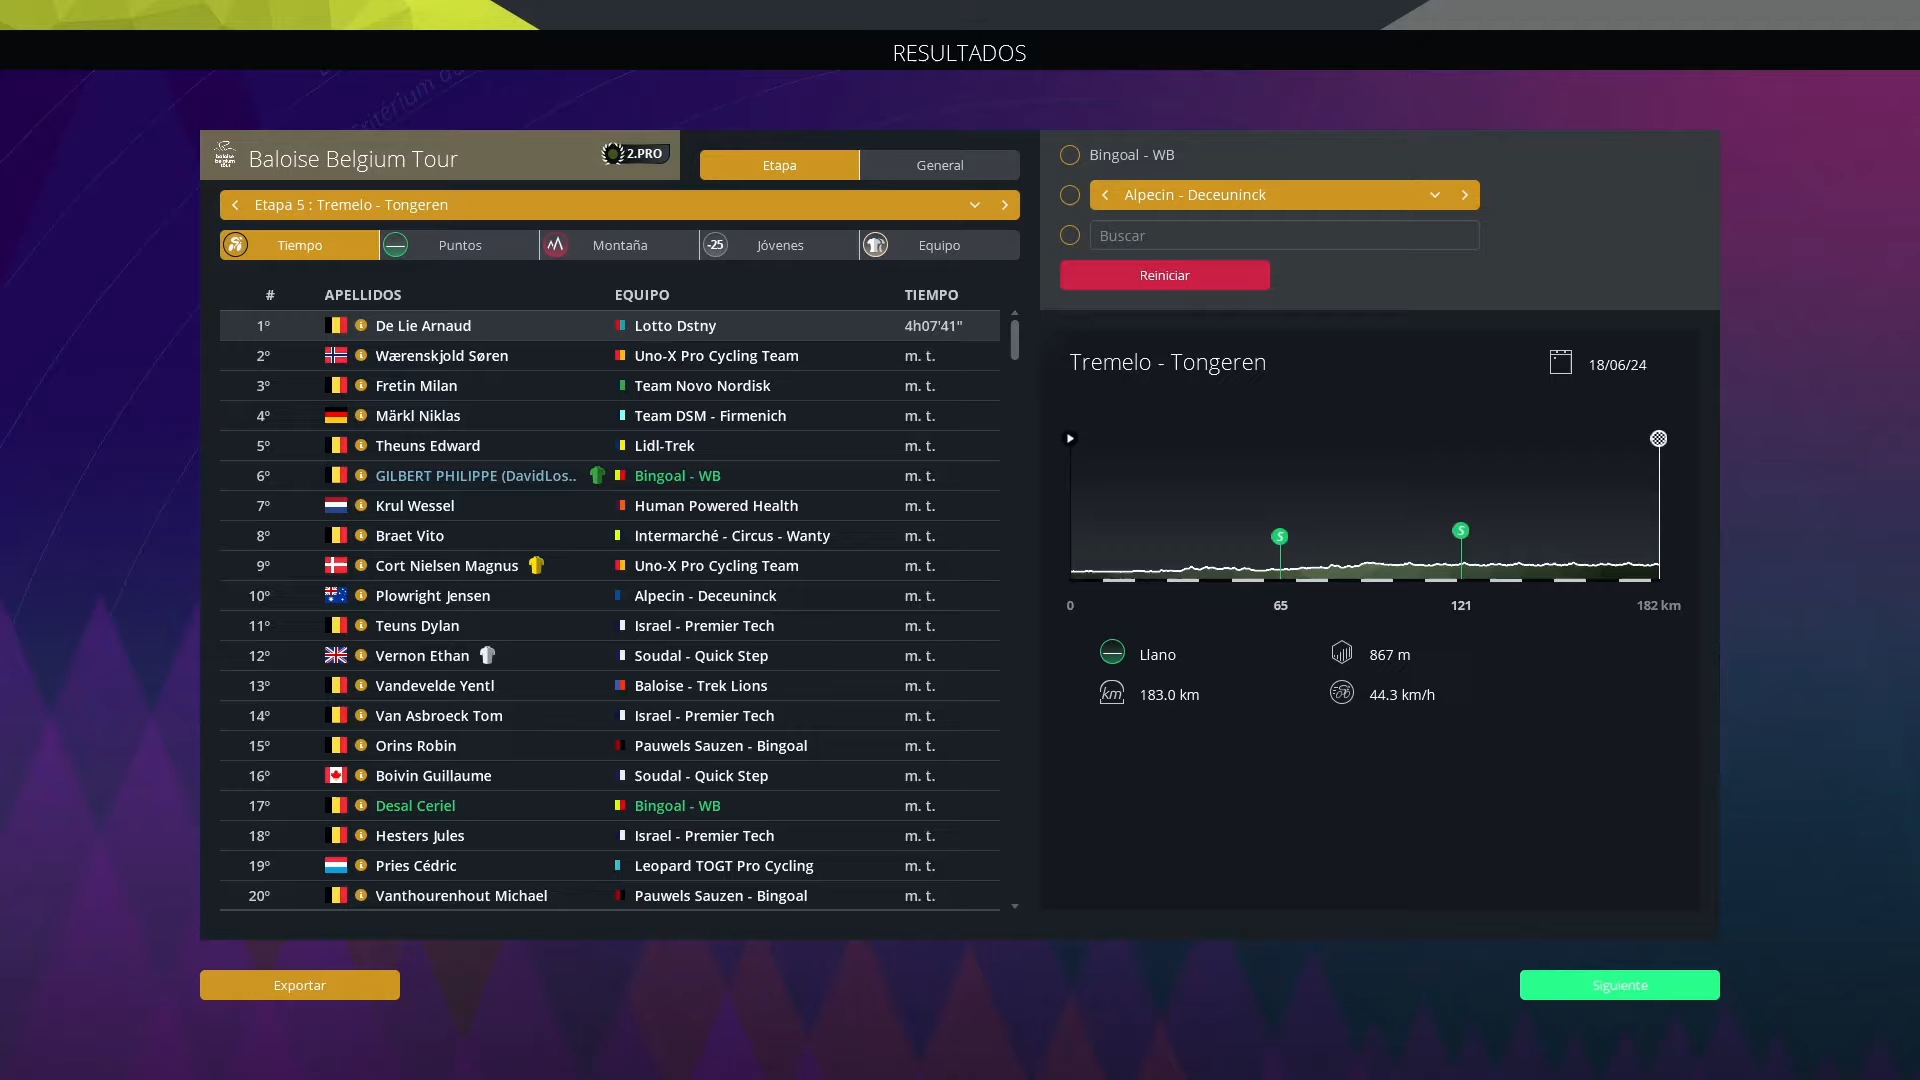 RESULTADOS
baloise belgium tour
Baloise Belgium Tour
2.PRO
Etapa
General
Etapa 5 : Tremelo - Tongeren
Tiempo
Puntos
Montaña
-25 Jóvenes
Equipo
# APELLIDOS EQUIPO TIEMPO
1º De Lie Arnaud Lotto Dstny 4h07'41"
2º Wærenskjold Søren Uno-X Pro Cycling Team m. t.
3º Fretin Milan Team Novo Nordisk m. t.
4º Märkl Niklas Team DSM - Firmenich m. t.
5º Theuns Edward Lidl-Trek m. t.
6º GILBERT PHILIPPE (DavidLos.. Bingoal - WB m. t.
7º Krul Wessel Human Powered Health m. t.
8º Braet Vito Intermarché - Circus - Wanty m. t.
9º Cort Nielsen Magnus Uno-X Pro Cycling Team m. t.
10º Plowright Jensen Alpecin - Deceuninck m. t.
11º Teuns Dylan Israel - Premier Tech m. t.
12º Vernon Ethan Soudal - Quick Step m. t.
13º Vandevelde Yentl Baloise - Trek Lions m. t.
14º Van Asbroeck Tom Israel - Premier Tech m. t.
15º Orins Robin Pauwels Sauzen - Bingoal m. t.
16º Boivin Guillaume Soudal - Quick Step m. t.
17º Desal Ceriel Bingoal - WB m. t.
18º Hesters Jules Israel - Premier Tech m. t.
19º Pries Cédric Leopard TOGT Pro Cycling m. t.
20º Vanthourenhout Michael Pauwels Sauzen - Bingoal m. t.
Bingoal - WB
Alpecin - Deceuninck
Buscar
Reiniciar
Tremelo - Tongeren
18/06/24
S S
0 65 121 182 km
Llano 867 m
km 183.0 km 44.3 km/h
Exportar
Siguiente